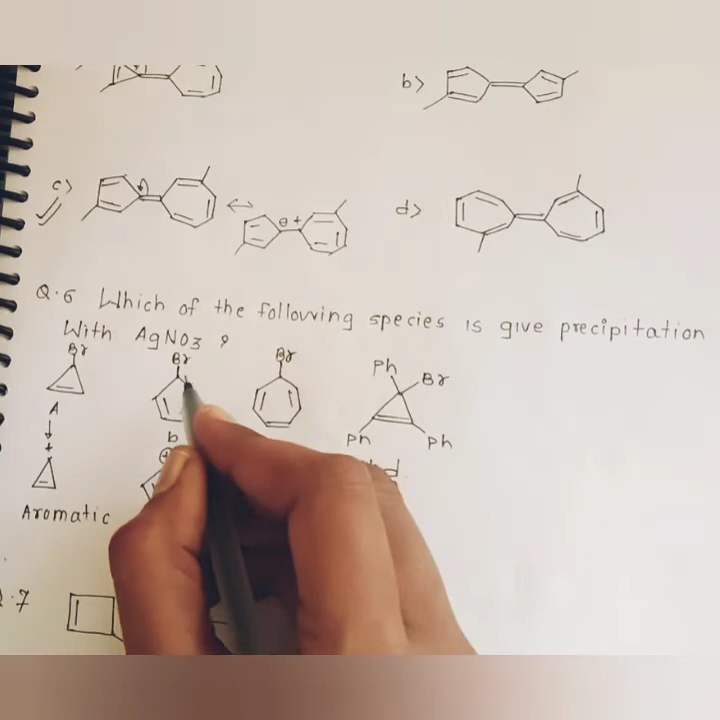 b>
c>
⊖ +
d>
Q.6 Which of the following species is give precipitation
With AgNO3 ?
Br Br Br Ph Br
Ph Ph
A b d
+ ⊕
Aromatic
.7